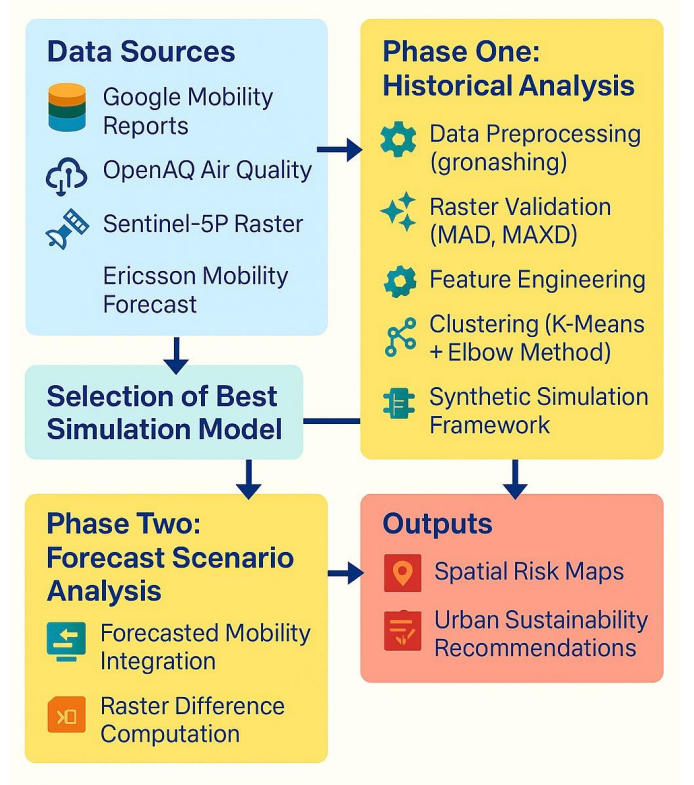 Data Sources
Google Mobility
Reports
OpenAQ Air Quality
Sentinel-5P Raster
Ericsson Mobility
Forecast
Phase One:
Historical Analysis
Data Preprocessing
(gronashing)
Raster Validation
(MAD, MAXD)
Feature Engineering
Clustering (K-Means
+ Elbow Method)
Synthetic Simulation
Framework
Selection of Best
Simulation Model
Phase Two:
Forecast Scenario
Analysis
Forecasted Mobility
Integration
Raster Difference
Computation
Outputs
Spatial Risk Maps
Urban Sustainability
Recommendations